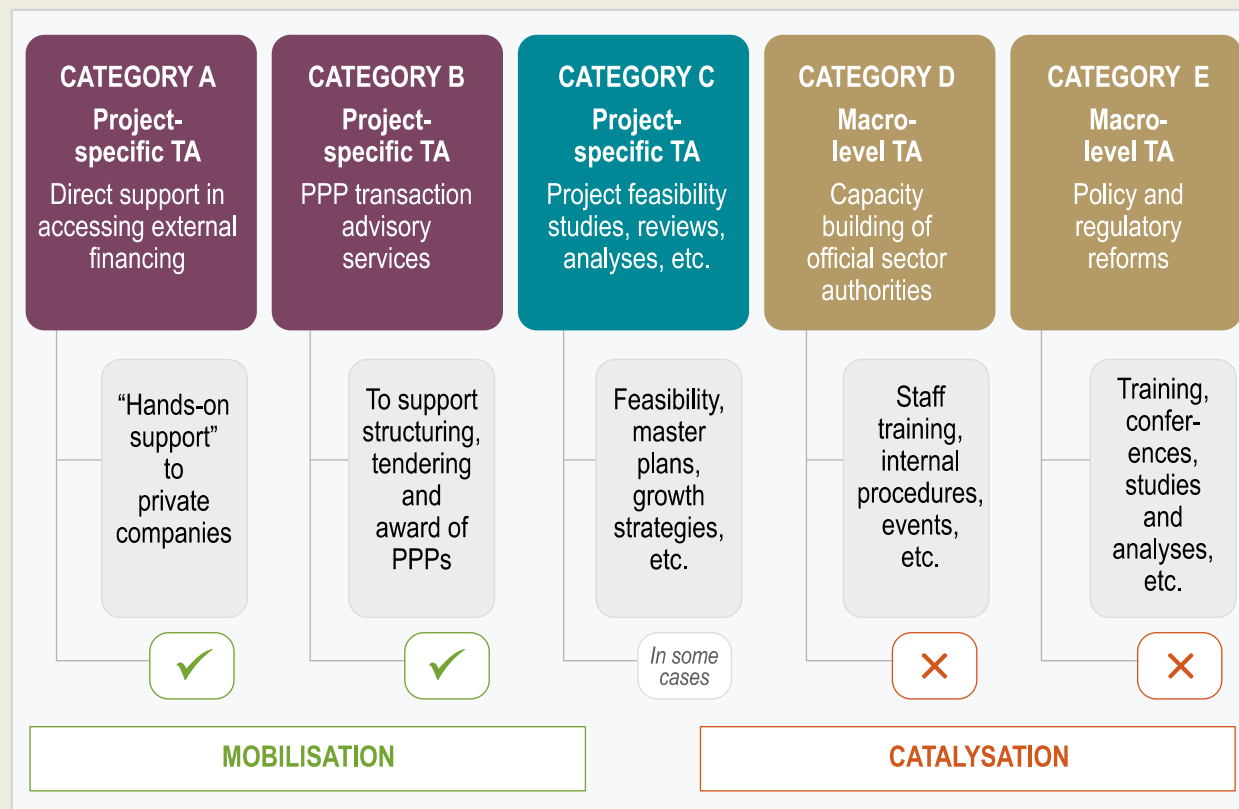 CATEGORY A
Project-
specific TA
Direct support in
accessing external
financing
CATEGORY B
Project-
specific TA
PPP transaction
advisory
services
CATEGORY C
Project-
specific TA
Project feasibility
studies, reviews,
analyses, etc.
CATEGORY D
Macro-
level TA
Capacity
building of
official sector
authorities
CATEGORY E
Macro-
level TA
Policy and
regulatory
reforms
“Hands-on
support”
to
private
companies
To support
structuring,
tendering
and
award of
PPPs
Feasibility,
master
plans,
growth
strategies,
etc.
Staff
training,
internal
procedures,
events,
etc.
Training,
confer-
ences,
studies
and
analyses,
etc.
In some
cases
MOBILISATION
CATALYSATION